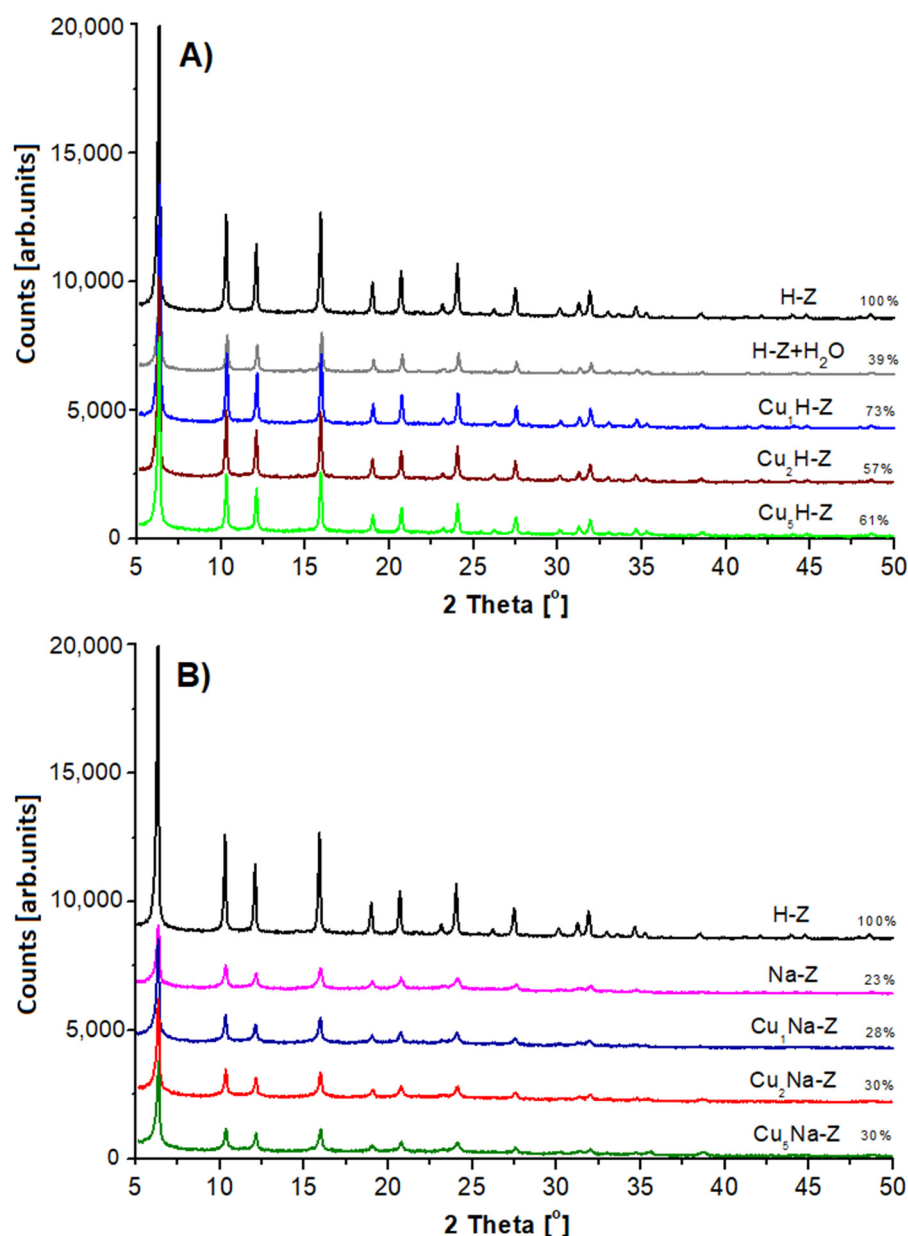 A)
Counts [arb.units]
20,000
15,000
10,000
5,000
0
H-Z 100%
H-Z+H₂O 39%
Cu₁H-Z 73%
Cu₂H-Z 57%
Cu₅H-Z 61%
5 10 15 20 25 30 35 40 45 50
2 Theta [°]
B)
Counts [arb.units]
20,000
15,000
10,000
5,000
0
H-Z 100%
Na-Z 23%
Cu₁Na-Z 28%
Cu₂Na-Z 30%
Cu₅Na-Z 30%
5 10 15 20 25 30 35 40 45 50
2 Theta [°]